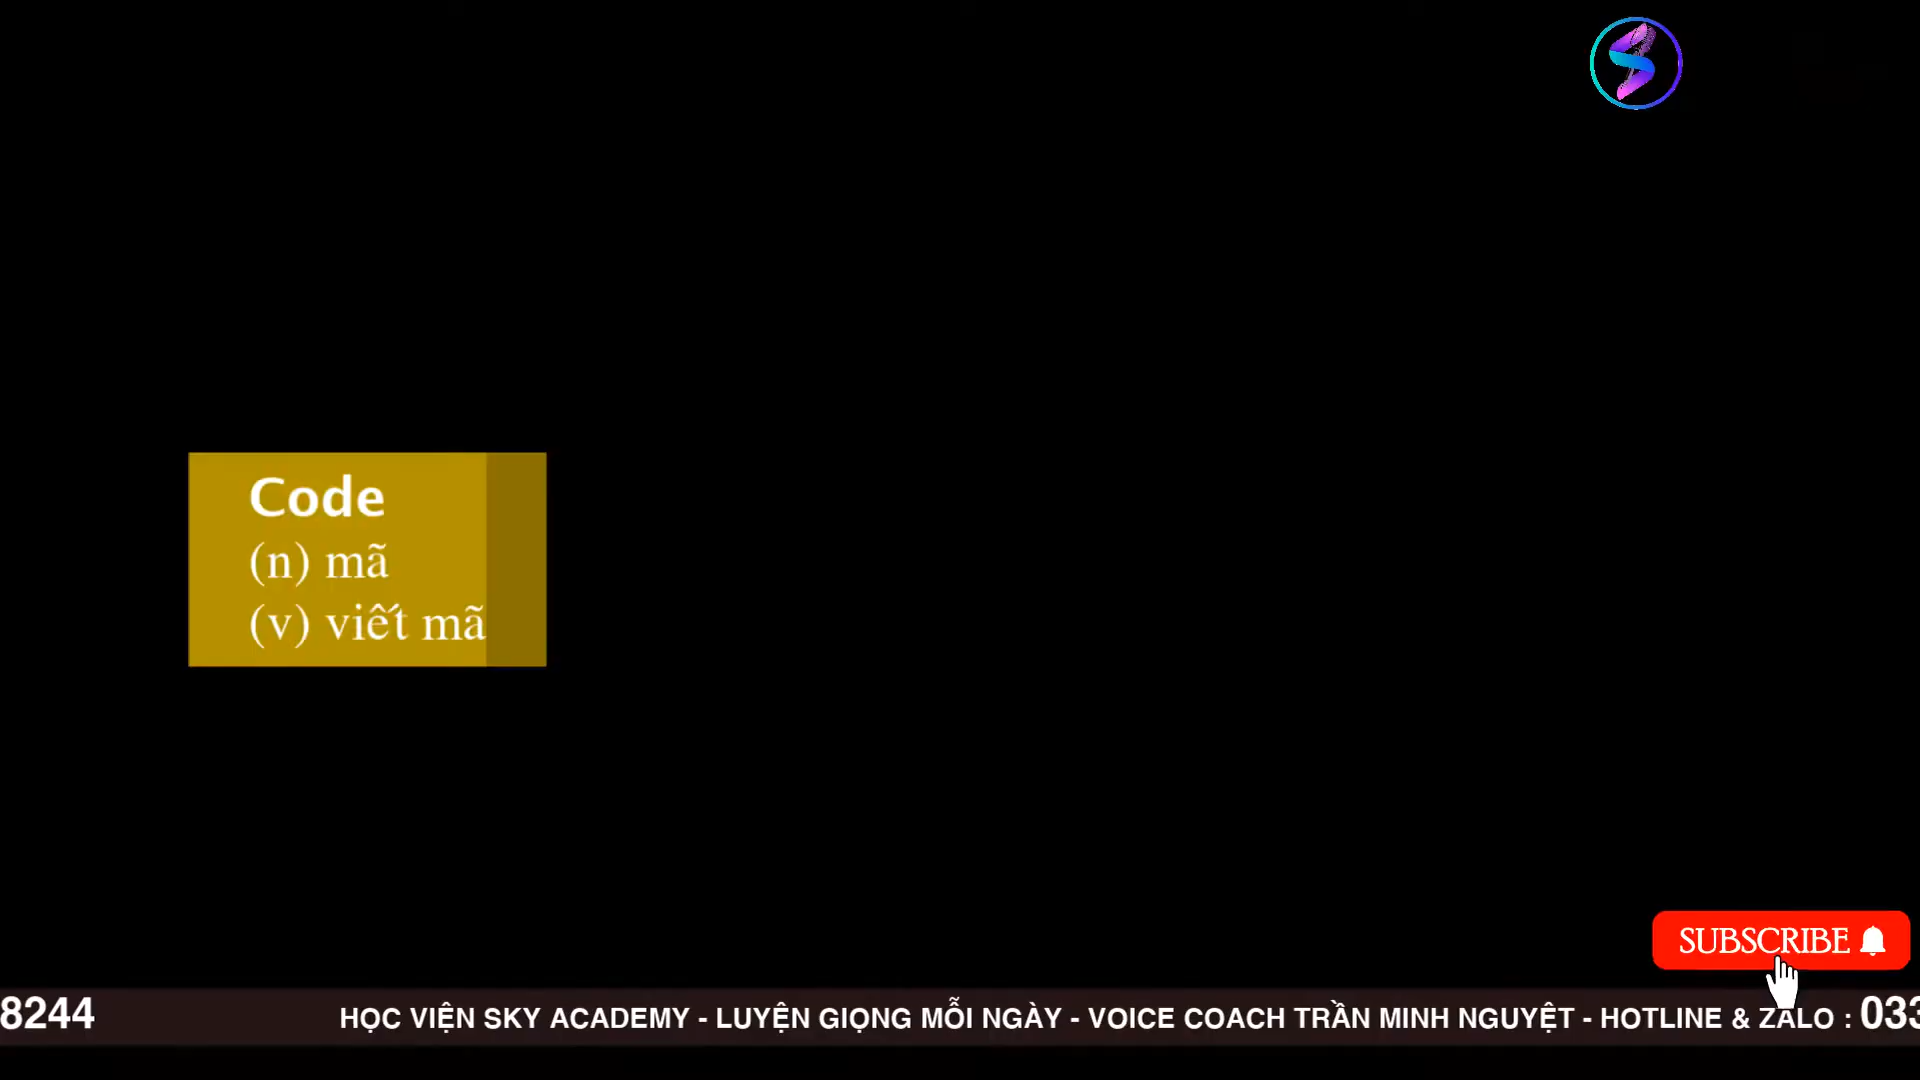 Code
(n) mã
(v) viết mã
SUBSCRIBE
8244 HỌC VIỆN SKY ACADEMY - LUYỆN GIỌNG MỖI NGÀY - VOICE COACH TRẦN MINH NGUYỆT - HOTLINE & ZALO : 033